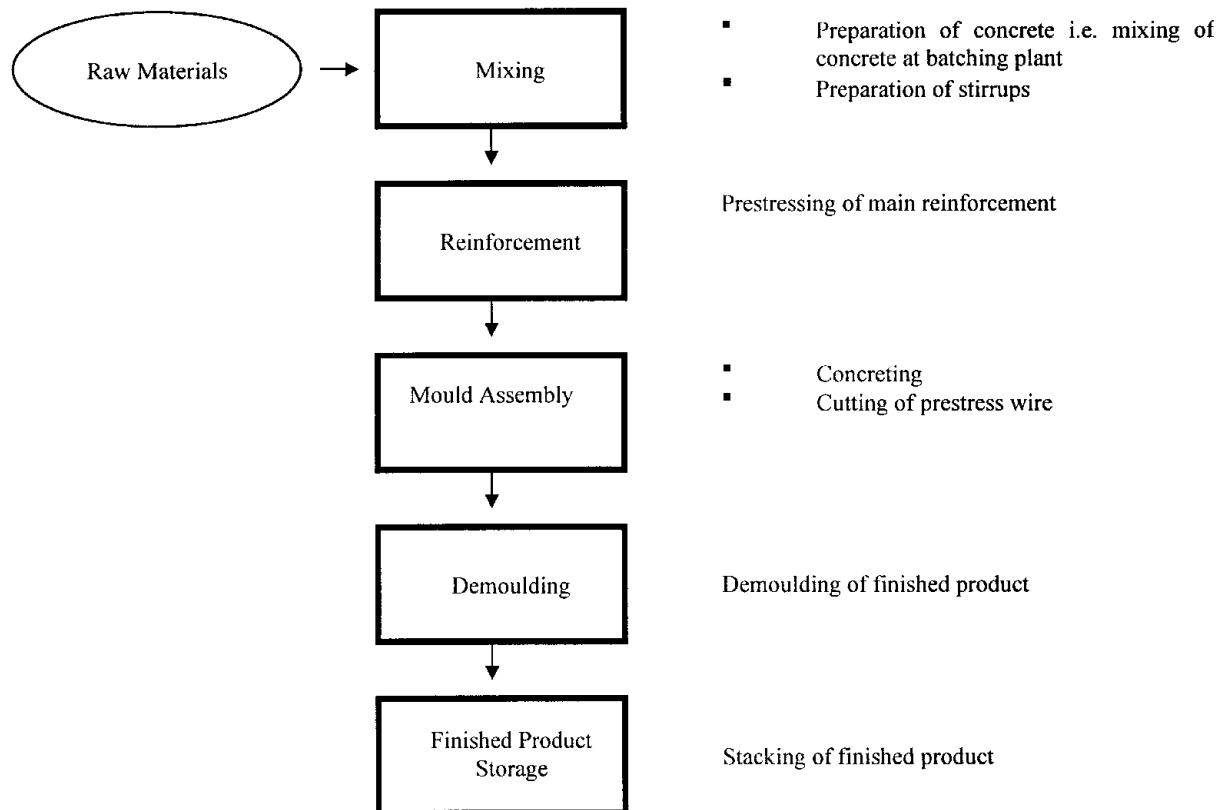 Raw Materials
Mixing
▪ Preparation of concrete i.e. mixing of
concrete at batching plant
▪ Preparation of stirrups
Reinforcement
Prestressing of main reinforcement
Mould Assembly
▪ Concreting
▪ Cutting of prestress wire
Demoulding
Demoulding of finished product
Finished Product
Storage
Stacking of finished product